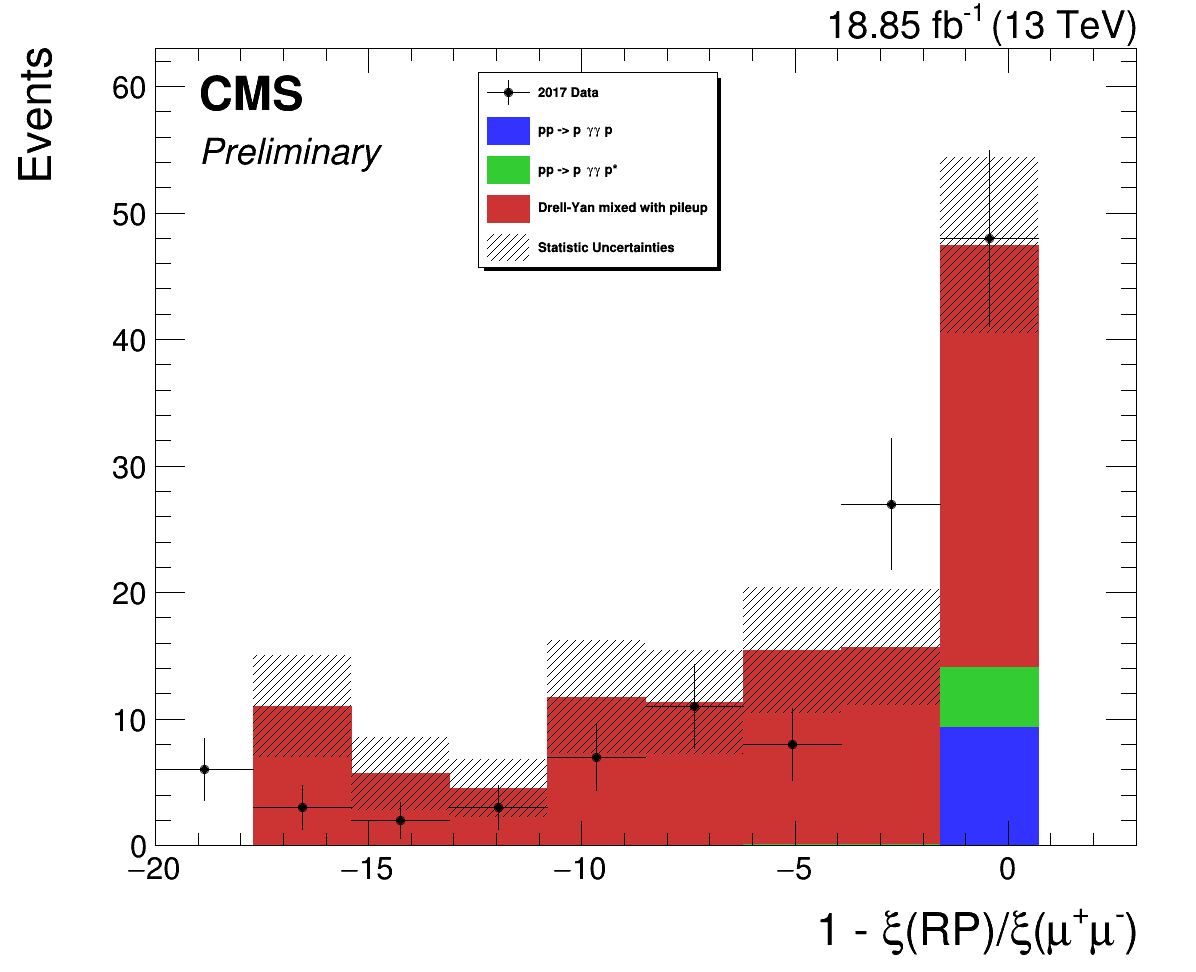 18.85 fb⁻¹ (13 TeV)
Events
CMS
Preliminary
2017 Data
pp -> p γγ p
pp -> p γγ p*
Drell-Yan mixed with pileup
Statistic Uncertainties
60
50
40
30
20
10
0
−20 −15 −10 −5 0
1 - ξ(RP)/ξ(μ⁺μ⁻)